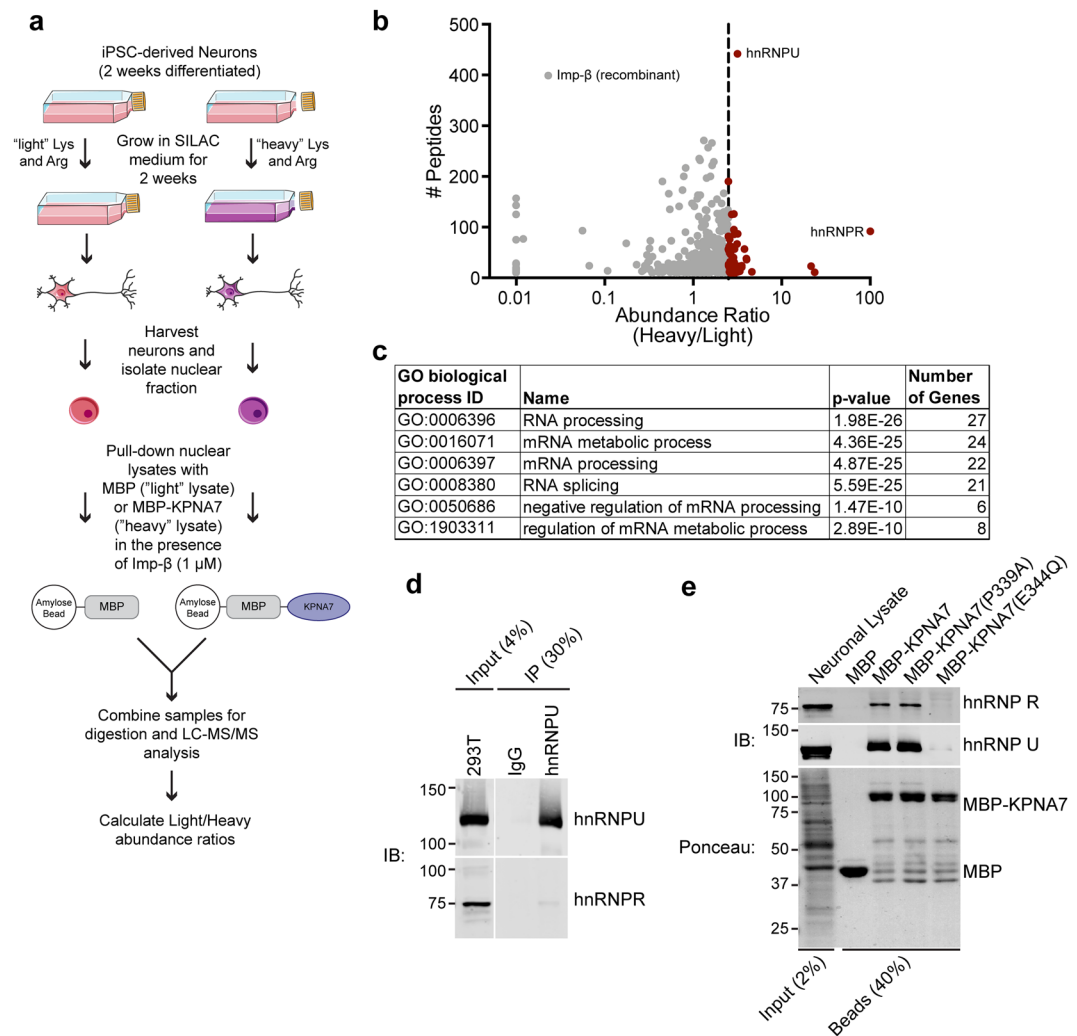 a
iPSC-derived Neurons
(2 weeks differentiated)
"light" Lys
and Arg
Grow in SILAC
medium for
2 weeks
"heavy" Lys
and Arg
Harvest
neurons and
isolate nuclear
fraction
Pull-down nuclear
lysates with
MBP ("light" lysate)
or MBP-KPNA7
("heavy" lysate)
in the presence
of Imp-β (1 µM)
Amylose
Bead
MBP
Amylose
Bead
MBP
KPNA7
Combine samples for
digestion and LC-MS/MS
analysis
Calculate Light/Heavy
abundance ratios
b
# Peptides
500
400
300
200
100
0
hnRNPU
Imp-β (recombinant)
hnRNPR
0.01
0.1
1
10
100
Abundance Ratio
(Heavy/Light)
c
GO biological process ID Name p-value Number of Genes
GO:0006396 RNA processing 1.98E-26 27
GO:0016071 mRNA metabolic process 4.36E-25 24
GO:0006397 mRNA processing 4.87E-25 22
GO:0008380 RNA splicing 5.59E-25 21
GO:0050686 negative regulation of mRNA processing 1.47E-10 6
GO:1903311 regulation of mRNA metabolic process 2.89E-10 8
d
Input (4%)
IP (30%)
293T
IgG
hnRNPU
150
100
hnRNPU
IB:
100
75
hnRNPR
e
Neuronal Lysate
MBP
MBP-KPNA7
MBP-KPNA7(P339A)
MBP-KPNA7(E344Q)
75
hnRNP R
IB:
150
hnRNP U
150
100
75
50
37
25
MBP-KPNA7
Ponceau:
MBP
Input (2%)
Beads (40%)